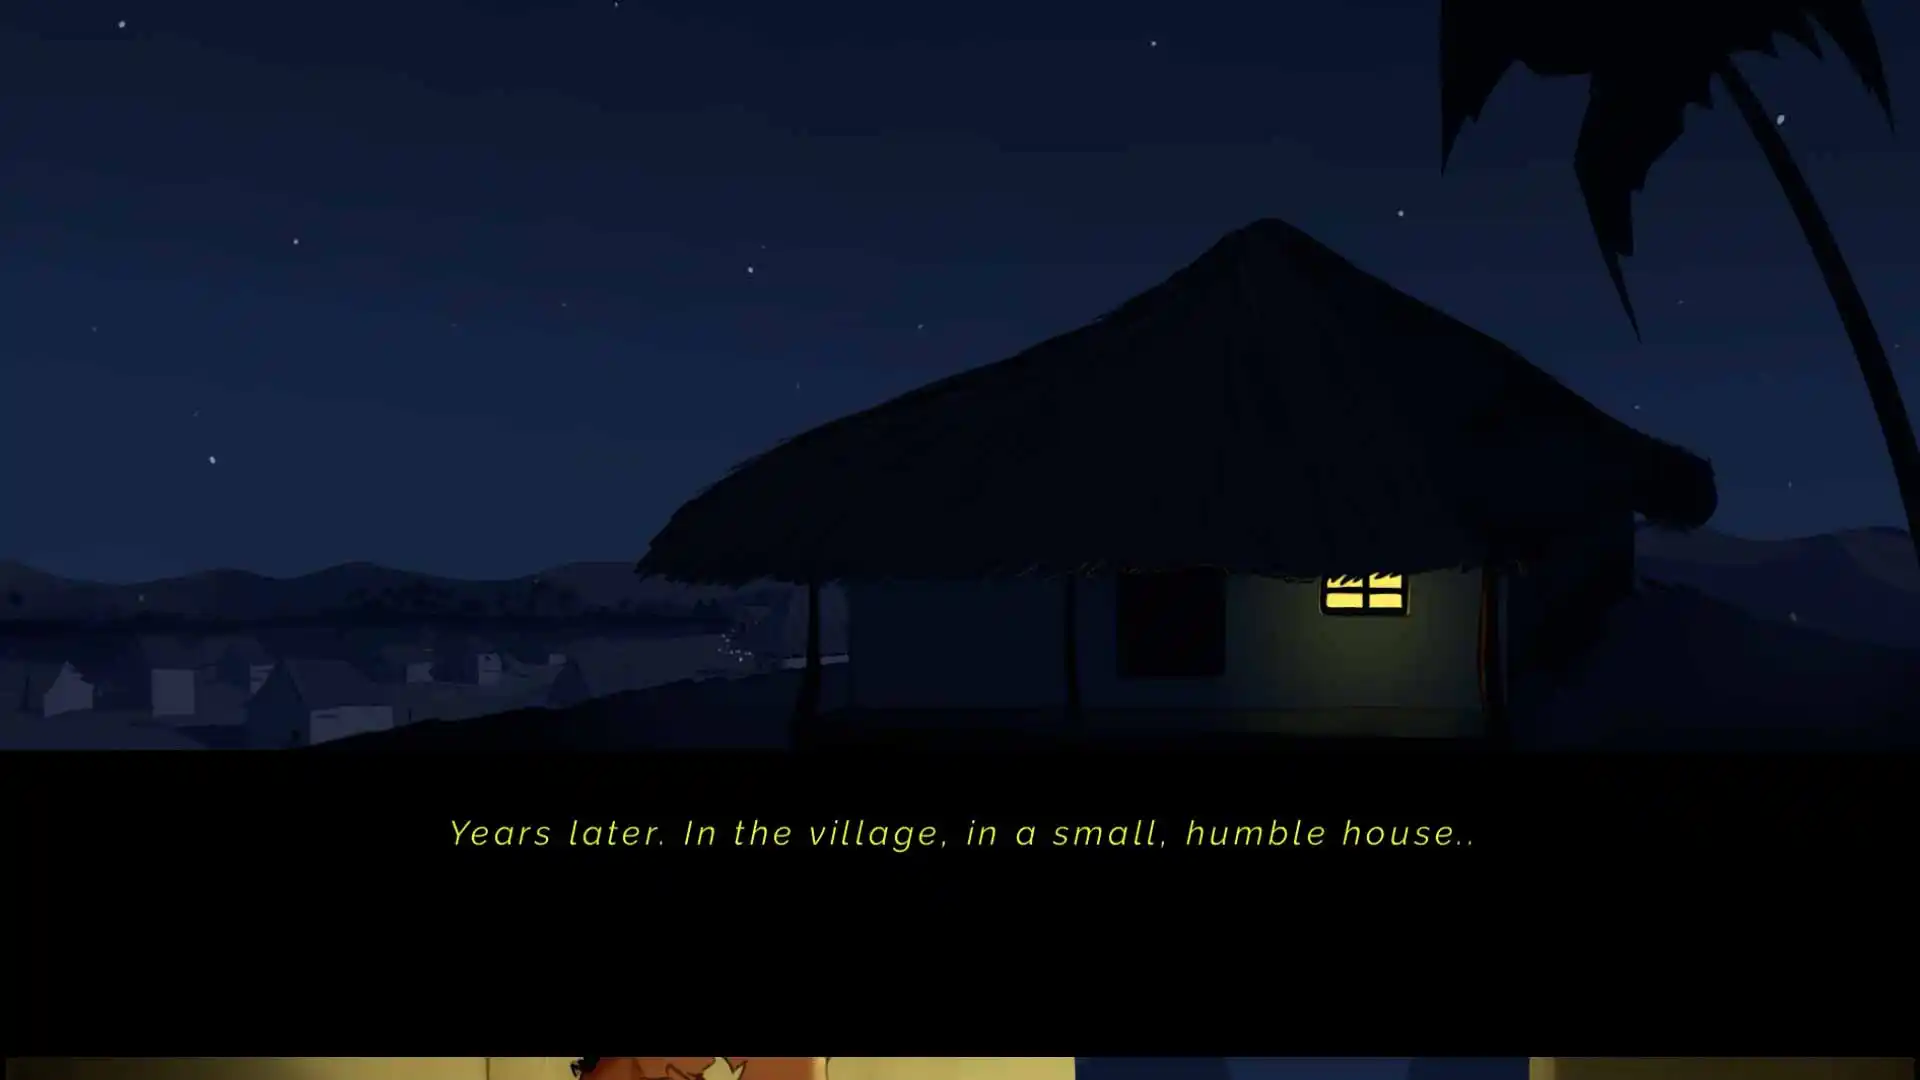 Years later. In the village, in a small, humble house..